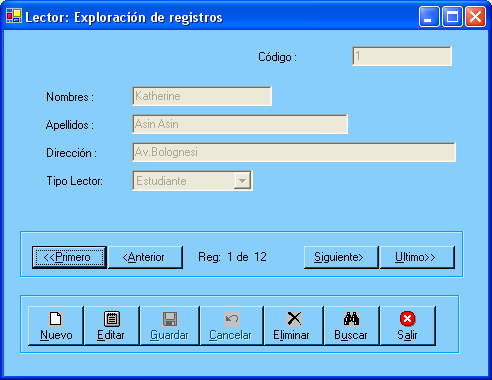 Lector: Exploración de registros
Código : 1
Nombres : Katherine
Apellidos : Asin Asin
Dirección : Av.Bolognesi
Tipo Lector: Estudiante
<<Primero <Anterior Reg: 1 de 12 Siguiente> Ultimo>>
Nuevo Editar Guardar Cancelar Eliminar Buscar Salir